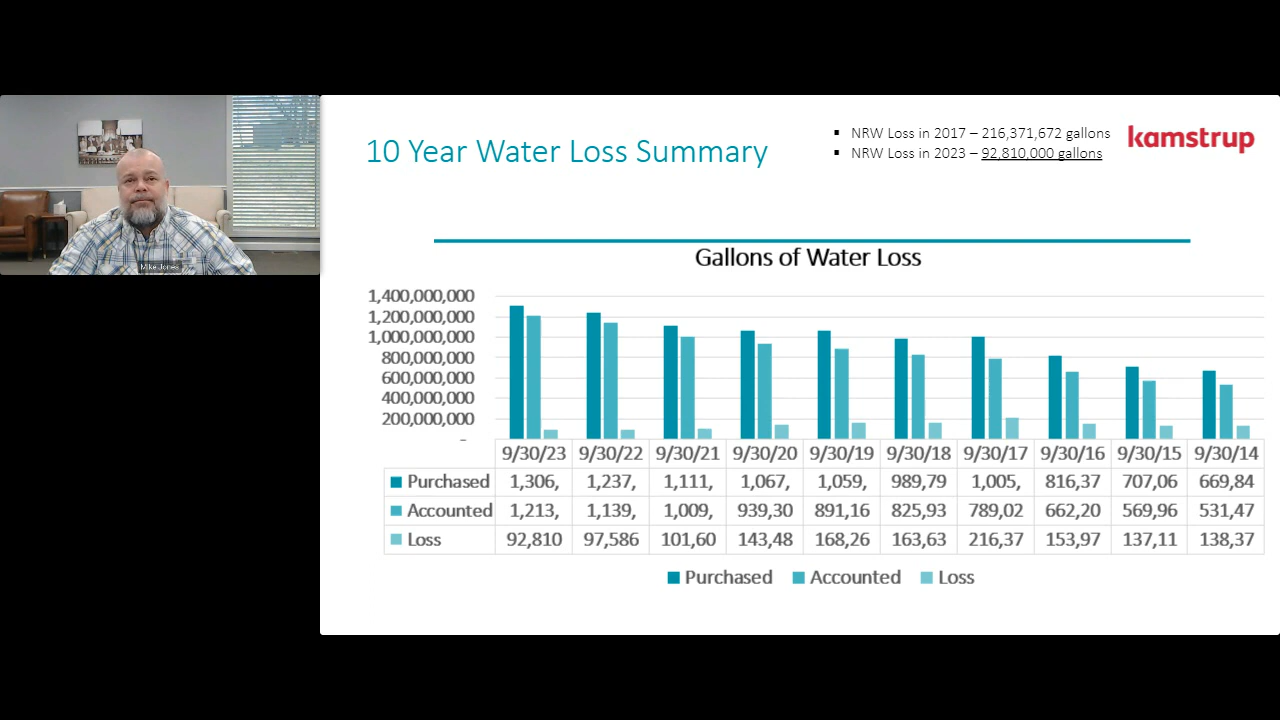 Mike Jones
10 Year Water Loss Summary
▪ NRW Loss in 2017 – 216,371,672 gallons
▪ NRW Loss in 2023 – 92,810,000 gallons
kamstrup
Gallons of Water Loss
1,400,000,000
1,200,000,000
1,000,000,000
800,000,000
600,000,000
400,000,000
200,000,000
-
9/30/23 9/30/22 9/30/21 9/30/20 9/30/19 9/30/18 9/30/17 9/30/16 9/30/15 9/30/14
Purchased 1,306, 1,237, 1,111, 1,067, 1,059, 989,79 1,005, 816,37 707,06 669,84
Accounted 1,213, 1,139, 1,009, 939,30 891,16 825,93 789,02 662,20 569,96 531,47
Loss 92,810 97,586 101,60 143,48 168,26 163,63 216,37 153,97 137,11 138,37
Purchased Accounted Loss